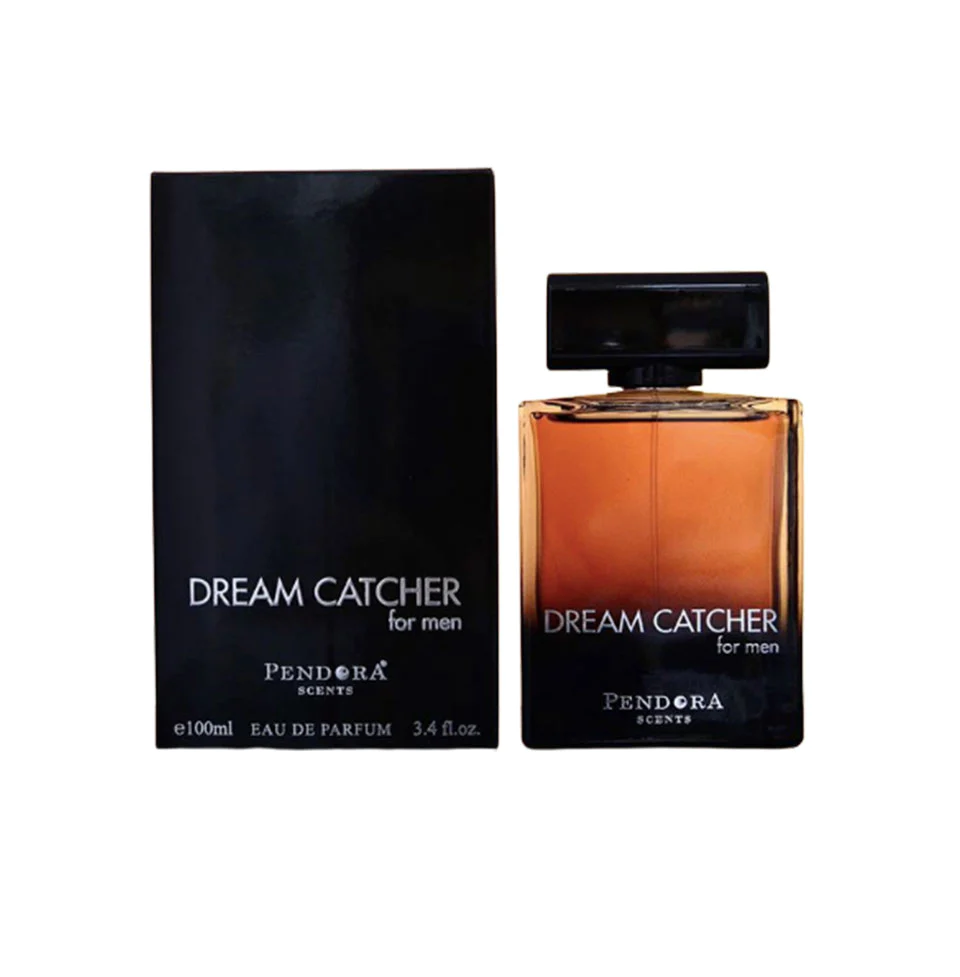 DREAM CATCHER
for men
PENDORA
SCENTS
e100ml EAU DE PARFUM 3.4 fl.oz.
DREAM CATCHER
for men
PENDORA
SCENTS